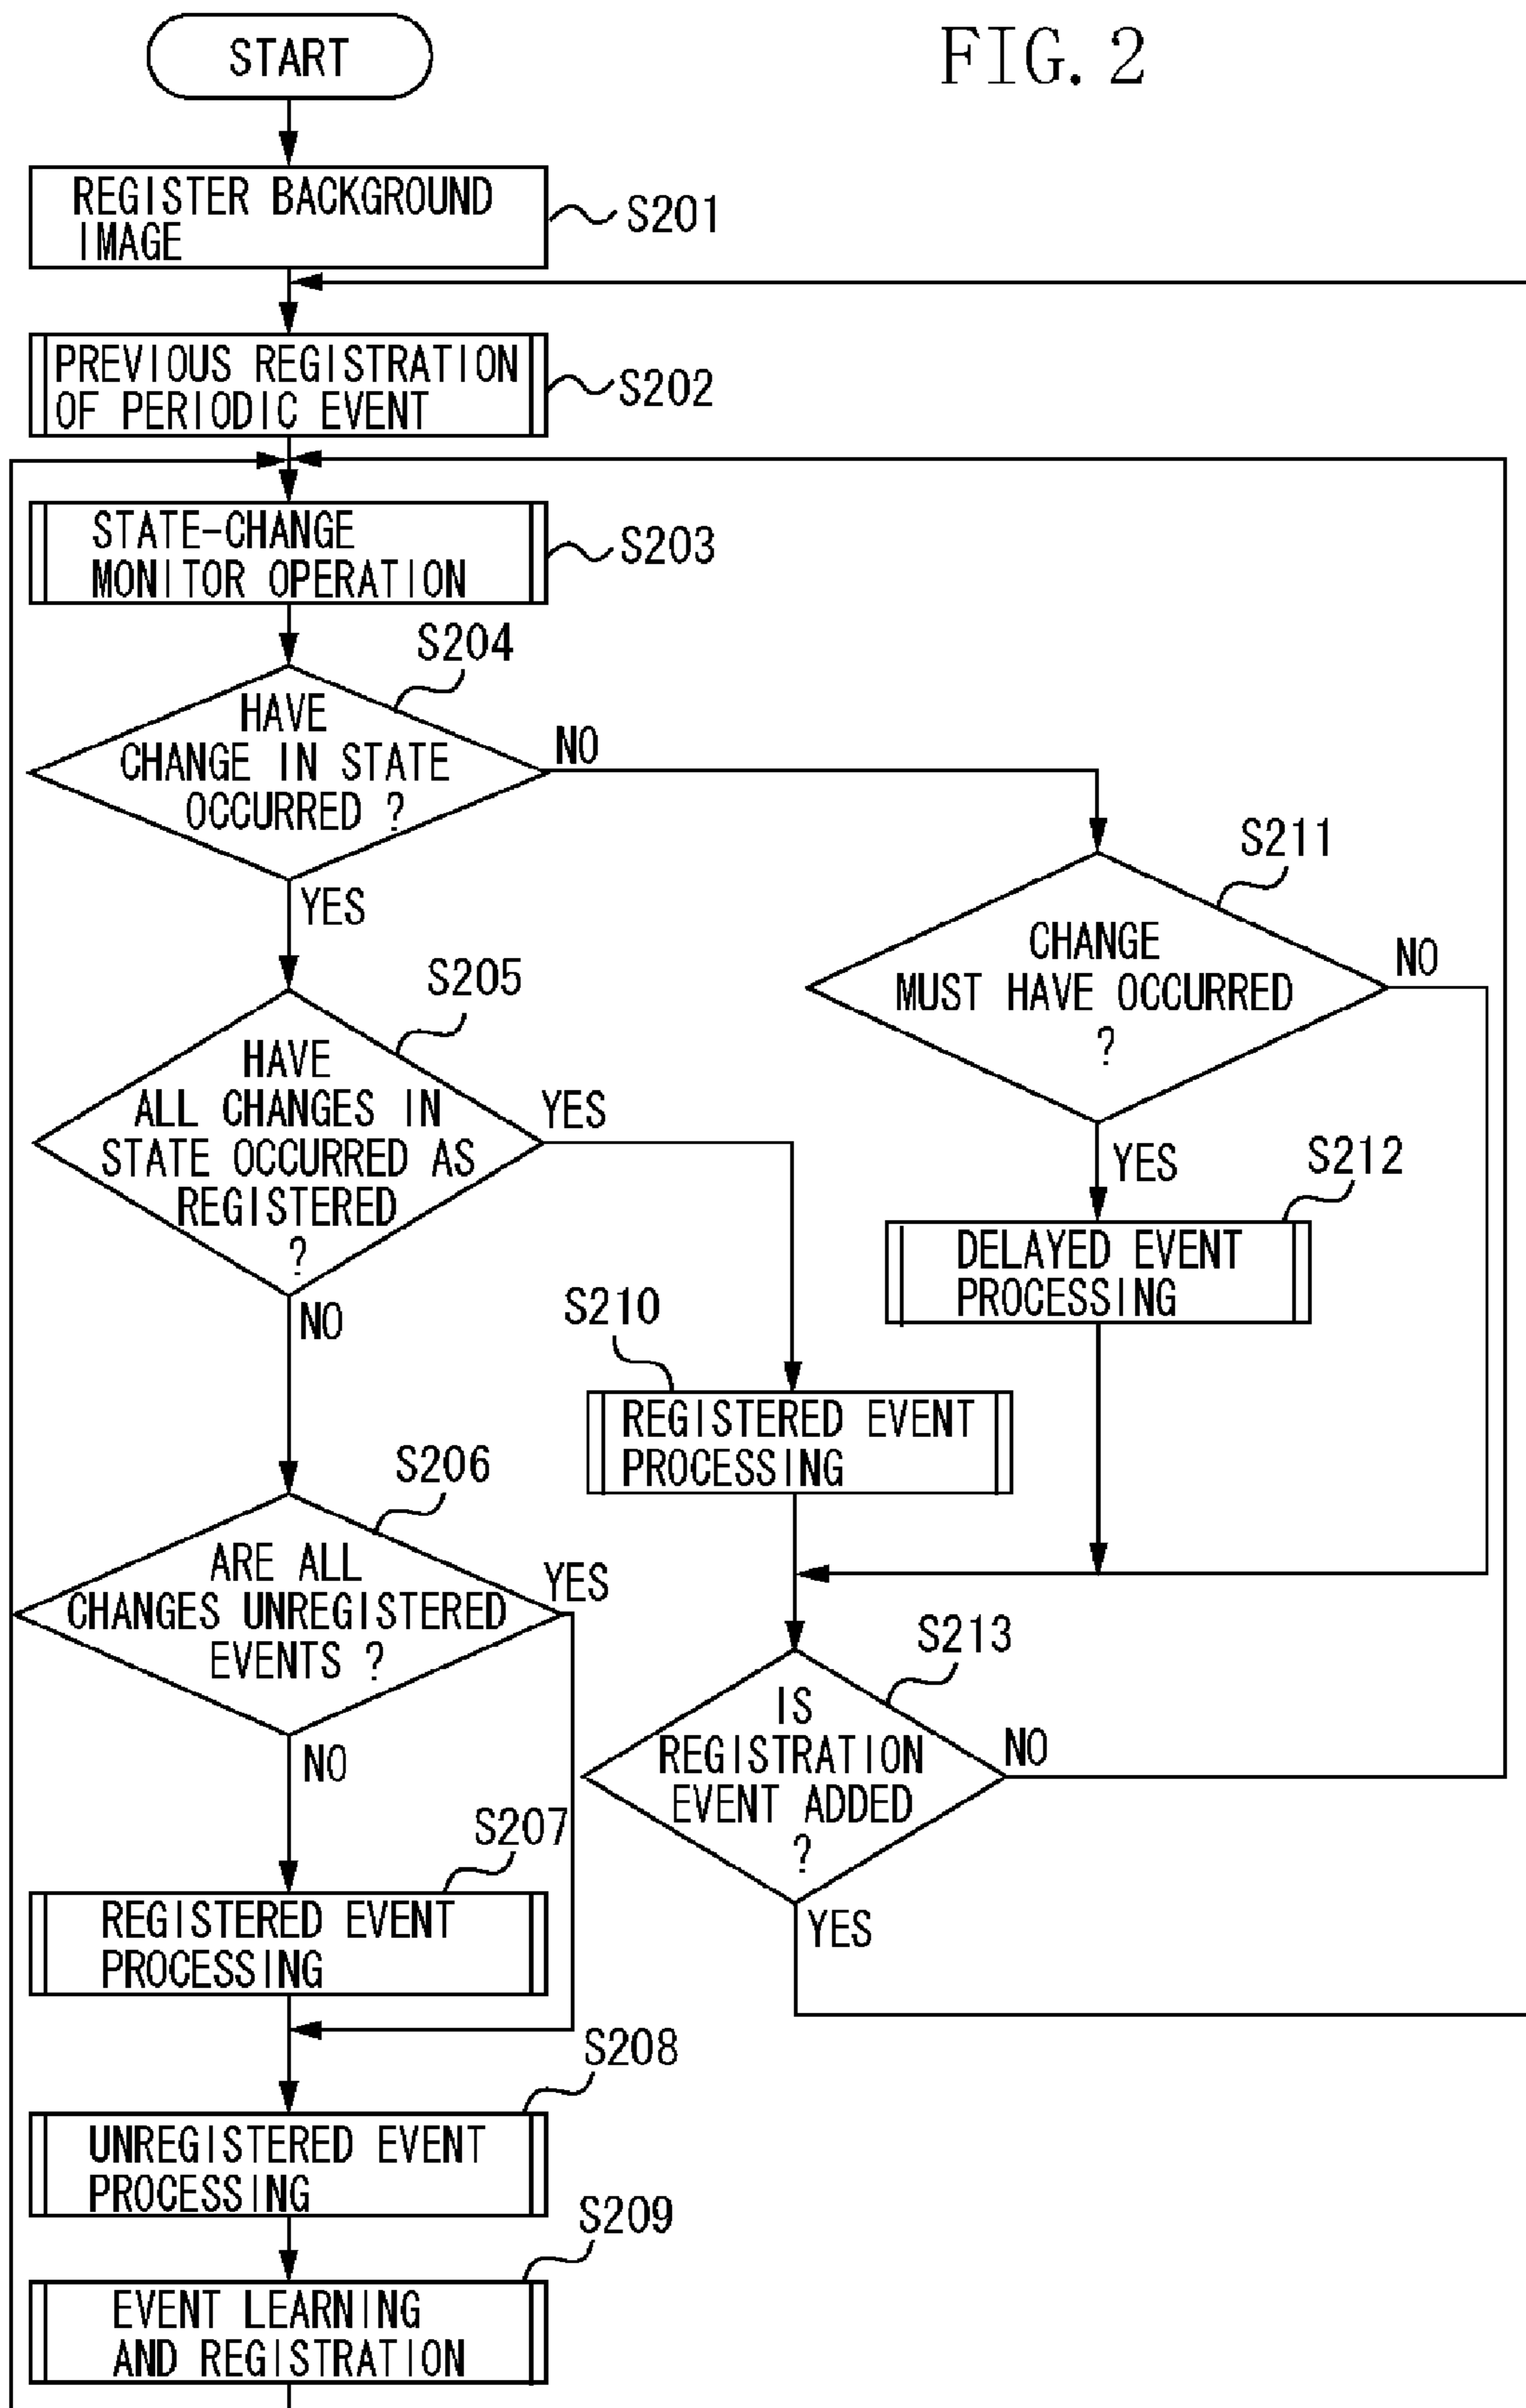 FIG. 2
START
REGISTER BACKGROUND
IMAGE
S201
PREVIOUS REGISTRATION
OF PERIODIC EVENT
S202
STATE-CHANGE
MONITOR OPERATION
S203
S204
HAVE
CHANGE IN STATE
OCCURRED ?
NO
YES
S211
CHANGE
MUST HAVE OCCURRED
?
NO
YES
S205
HAVE
ALL CHANGES IN
STATE OCCURRED AS
REGISTERED
?
YES
NO
S212
DELAYED EVENT
PROCESSING
S210
REGISTERED EVENT
PROCESSING
S206
ARE ALL
CHANGES UNREGISTERED
EVENTS ?
YES
NO
S213
IS
REGISTRATION
EVENT ADDED
?
NO
YES
S207
REGISTERED EVENT
PROCESSING
S208
UNREGISTERED EVENT
PROCESSING
S209
EVENT LEARNING
AND REGISTRATION